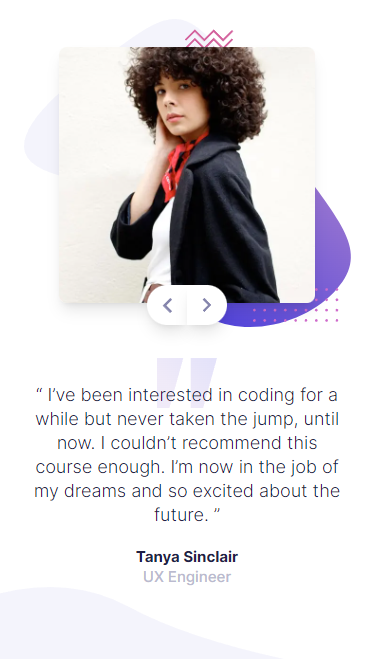 “ I’ve been interested in coding for a
while but never taken the jump, until
now. I couldn’t recommend this
course enough. I’m now in the job of
my dreams and so excited about the
future. ”
Tanya Sinclair
UX Engineer